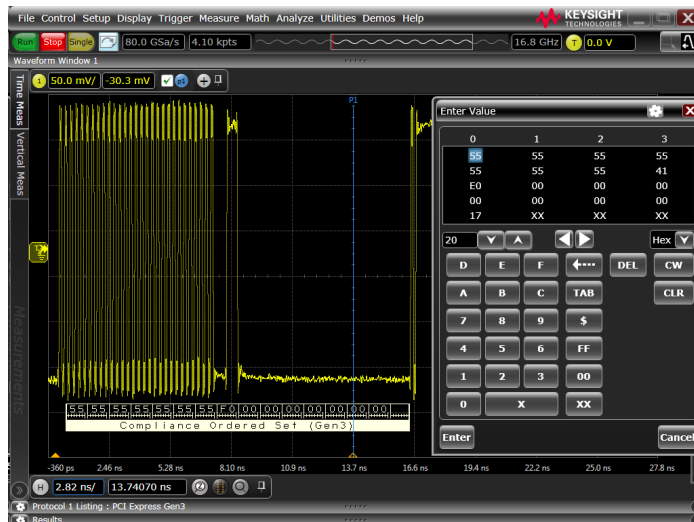 File Control Setup Display Trigger Measure Math Analyze Utilities Demos Help
KEYSIGHT
TECHNOLOGIES
Run Stop Single 80.0 GSa/s 4.10 kpts 16.8 GHz T 0.0 V
Waveform Window 1
1 50.0 mV/ -30.3 mV p1
Time Meas
Vertical Meas
Measurements
P1
Enter Value
0 1 2 3
55 55 55 55
55 55 55 41
E0 00 00 00
00 00 00 00
17 XX XX XX
20 Hex
D E F DEL CW
A B C TAB CLR
7 8 9 $
4 5 6 FF
1 2 3 00
0 X XX
Enter Cancel
55 55 55 55 55 55 55 F0 00 00 00 00 00 00 00
Compliance Ordered Set (Gen3)
-360 ps 2.46 ns 5.28 ns 8.10 ns 10.9 ns 13.7 ns 16.6 ns 19.4 ns 22.2 ns 25.0 ns 27.8 ns
H 2.82 ns/ 13.74070 ns
Protocol 1 Listing : PCI Express Gen3
Results